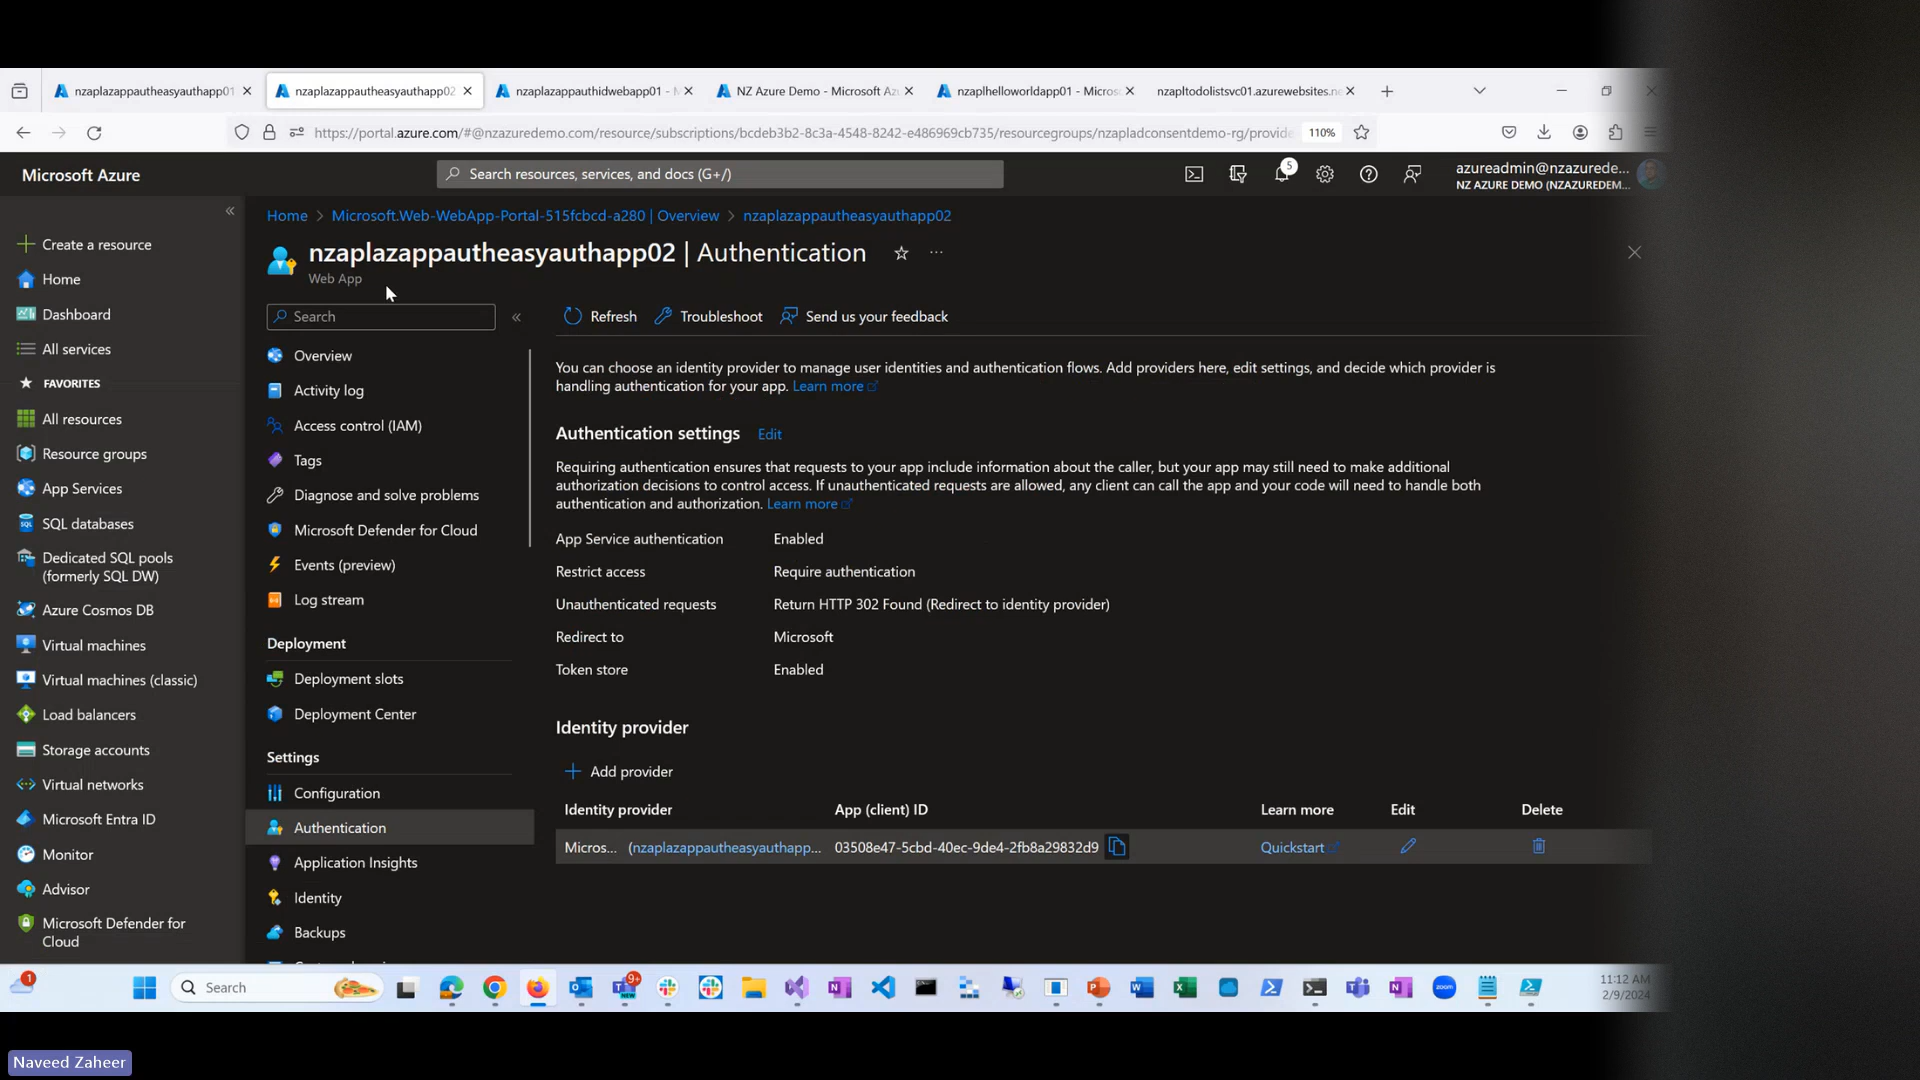 nzaplazappautheasyauthapp01
nzaplazappautheasyauthapp02
nzaplazappauthidwebapp01 - M
NZ Azure Demo - Microsoft Az
nzaplhelloworldapp01 - Micros
nzapltodolistsvc01.azurewebsites.ne
https://portal.azure.com/#@nzazuredemo.com/resource/subscriptions/bcdeb3b2-8c3a-4548-8242-e486969cb735/resourcegroups/nzapladconsentdemo-rg/provide
110%
Microsoft Azure
Search resources, services, and docs (G+/)
5
azureadmin@nzazurede...
NZ AZURE DEMO (NZAZUREDEM...
Home > Microsoft.Web-WebApp-Portal-515fcbcd-a280 | Overview > nzaplazappautheasyauthapp02
nzaplazappautheasyauthapp02 | Authentication
Web App
Create a resource
Home
Dashboard
All services
FAVORITES
All resources
Resource groups
App Services
SQL databases
Dedicated SQL pools
(formerly SQL DW)
Azure Cosmos DB
Virtual machines
Virtual machines (classic)
Load balancers
Storage accounts
Virtual networks
Microsoft Entra ID
Monitor
Advisor
Microsoft Defender for
Cloud
Search
Overview
Activity log
Access control (IAM)
Tags
Diagnose and solve problems
Microsoft Defender for Cloud
Events (preview)
Log stream
Deployment
Deployment slots
Deployment Center
Settings
Configuration
Authentication
Application Insights
Identity
Backups
Refresh
Troubleshoot
Send us your feedback
You can choose an identity provider to manage user identities and authentication flows. Add providers here, edit settings, and decide which provider is
handling authentication for your app. Learn more
Authentication settings Edit
Requiring authentication ensures that requests to your app include information about the caller, but your app may still need to make additional
authorization decisions to control access. If unauthenticated requests are allowed, any client can call the app and your code will need to handle both
authentication and authorization. Learn more
App Service authentication Enabled
Restrict access Require authentication
Unauthenticated requests Return HTTP 302 Found (Redirect to identity provider)
Redirect to Microsoft
Token store Enabled
Identity provider
Add provider
Identity provider App (client) ID Learn more Edit Delete
Micros... (nzaplazappautheasyauthapp... 03508e47-5cbd-40ec-9de4-2fb8a29832d9 Quickstart
1
Search
9+
NEW
zoom
11:12 AM
2/9/2024
Naveed Zaheer